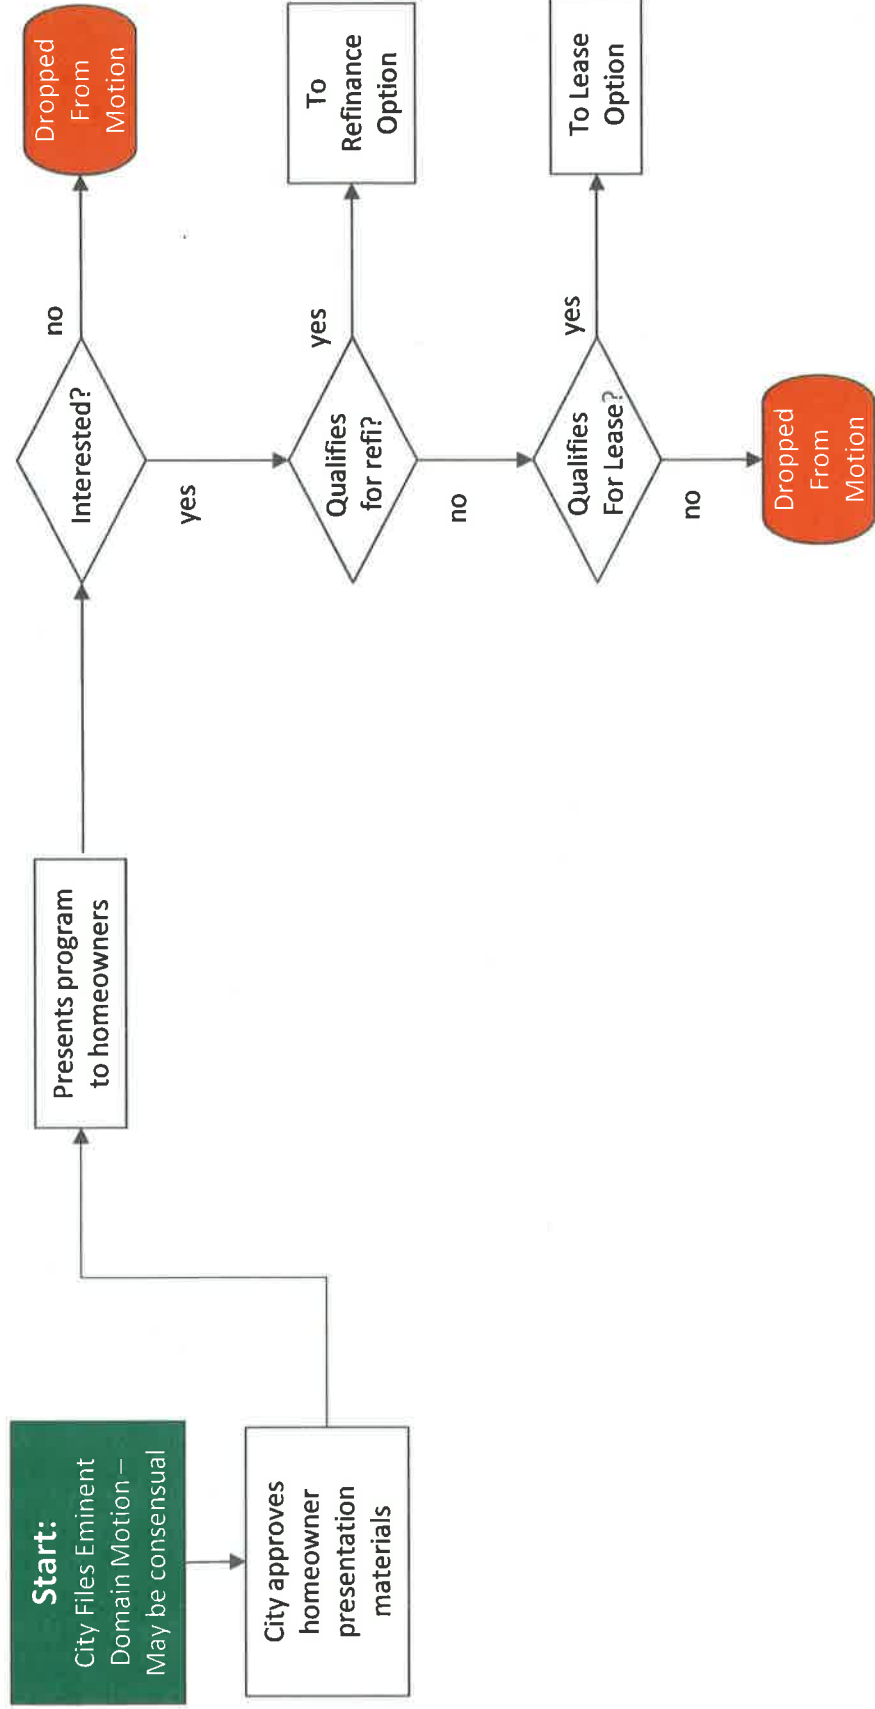 Start:
City Files Eminent
Domain Motion –
May be consensual
City approves
homeowner
presentation
materials
Presents program
to homeowners
Interested?
no
Dropped
From
Motion
yes
Qualifies
for refi?
yes
To
Refinance
Option
no
Qualifies
For Lease?
yes
To Lease
Option
no
Dropped
From
Motion